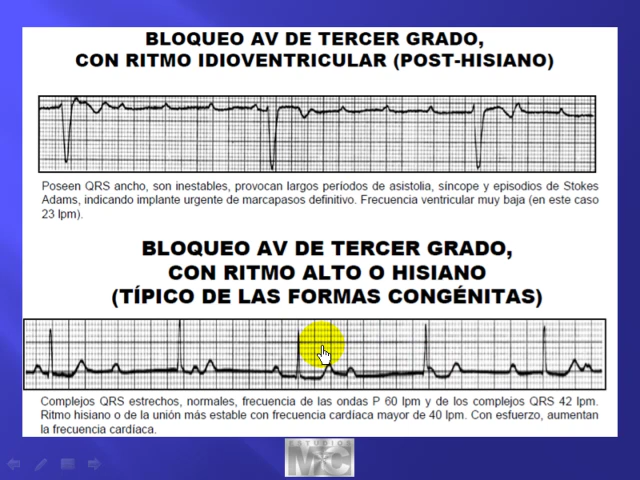 BLOQUEO AV DE TERCER GRADO,
CON RITMO IDIOVENTRICULAR (POST-HISIANO)
Poseen QRS ancho, son inestables, provocan largos periodos de asistolia, síncope y episodios de Stokes
Adams, indicando implante urgente de marcapasos definitivo. Frecuencia ventricular muy baja (en este caso
23 lpm).
BLOQUEO AV DE TERCER GRADO,
CON RITMO ALTO O HISIANO
(TÍPICO DE LAS FORMAS CONGÉNITAS)
Complejos QRS estrechos, normales, frecuencia de las ondas P 60 lpm y de los complejos QRS 42 lpm.
Ritmo hisiano o de la unión más estable con frecuencia cardíaca mayor de 40 lpm. Con esfuerzo, aumentan
la frecuencia cardíaca.
ESTUDIOS
MC